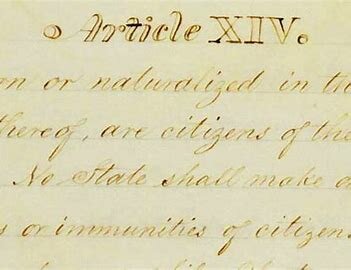 Article XIV.
on or naturalized in the
thereof, are citizens of the
No State shall make
s or immunities of citizens